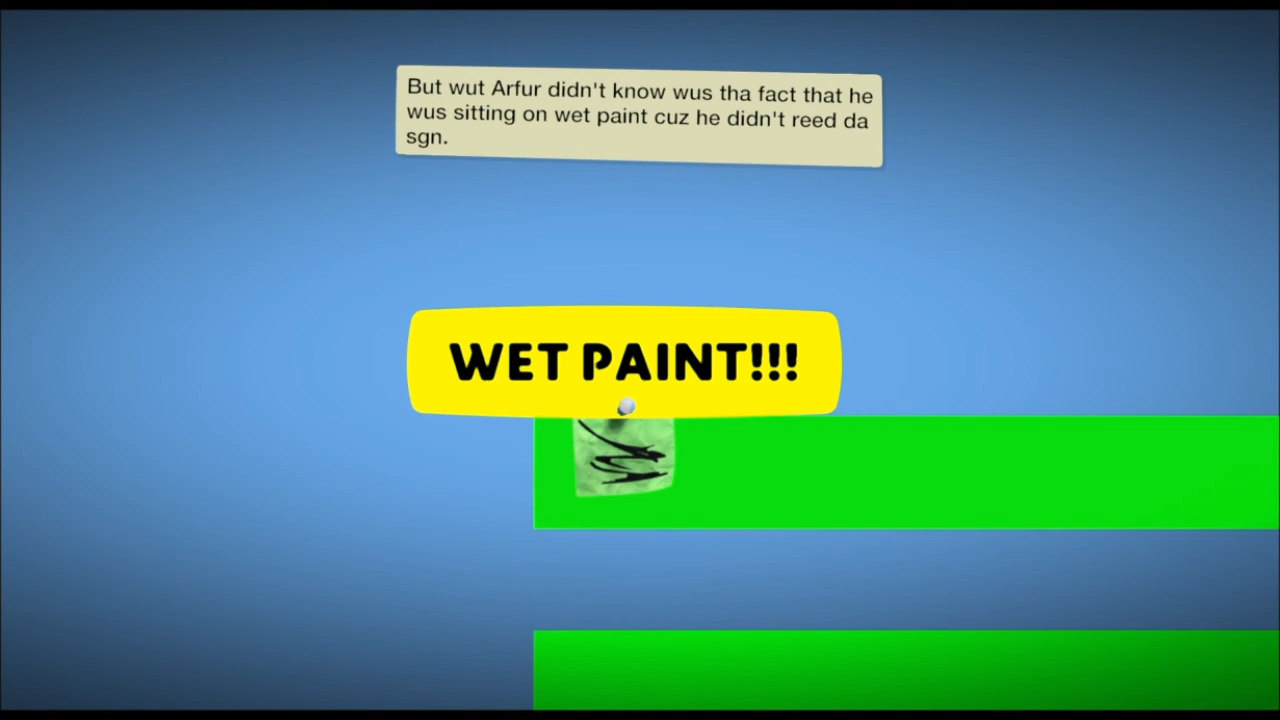 But wut Arfur didn't know wus tha fact that he
wus sitting on wet paint cuz he didn't reed da
sgn.
WET PAINT!!!